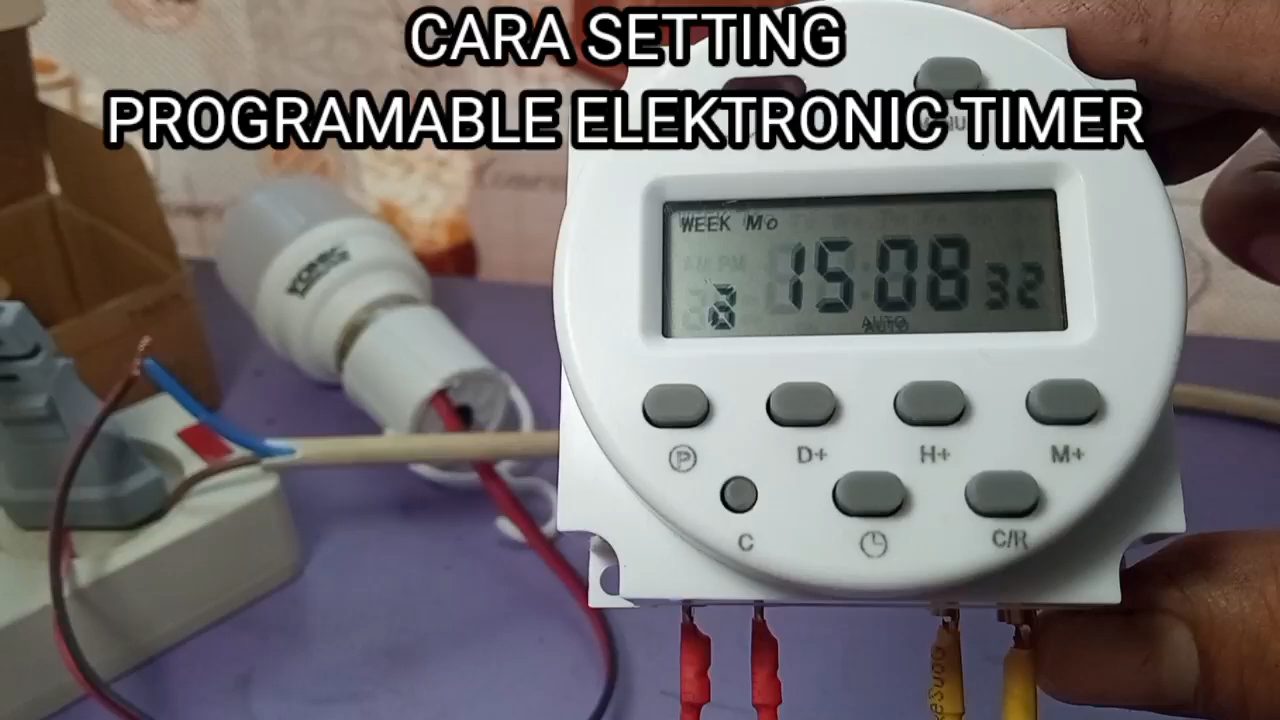 CARA SETTING
PROGRAMABLE ELEKTRONIC TIMER
WEEK Mo
15:08 32
AUTO
P D+ H+ M+
C C/R